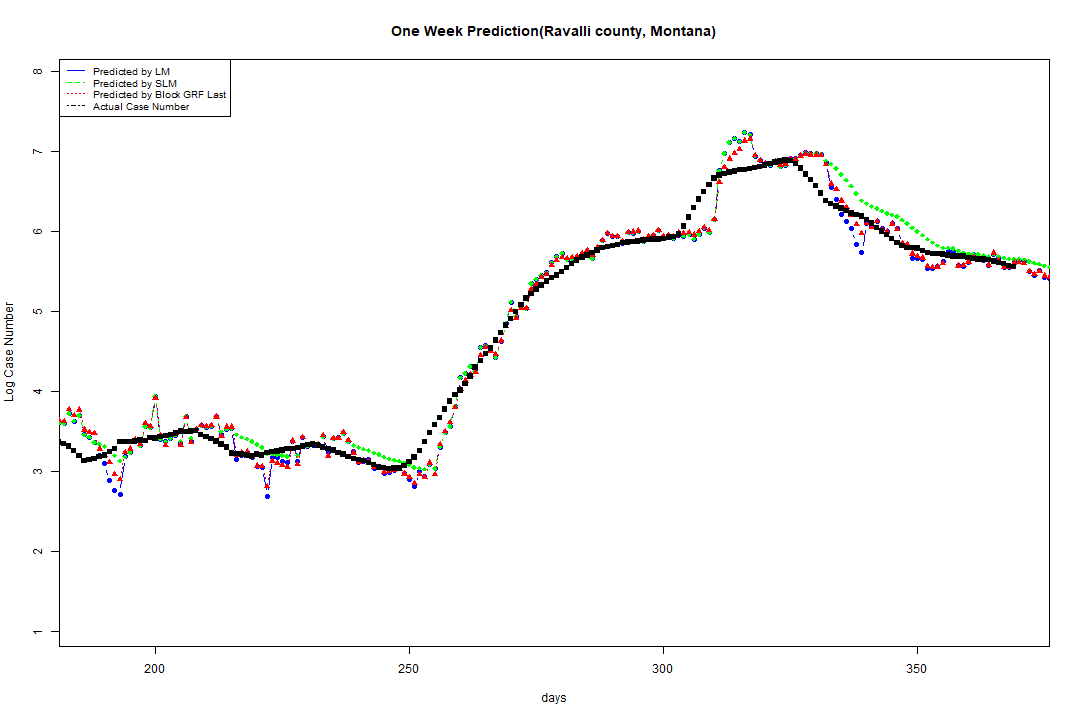 One Week Prediction(Ravalli county, Montana)
Predicted by LM
Predicted by SLM
Predicted by Block GRF Last
Actual Case Number
8
7
6
5
4
3
2
1
Log Case Number
200
250
300
350
days